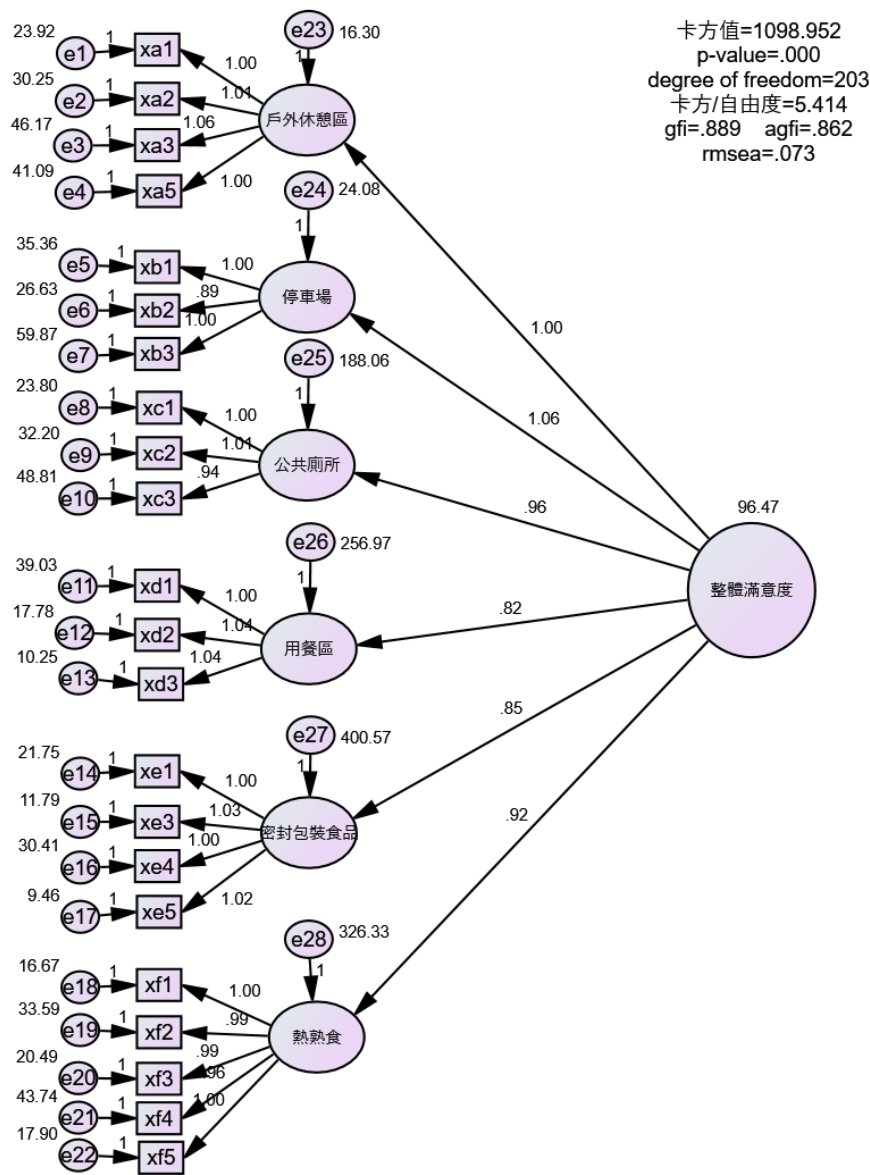 卡方值=1098.952
p-value=.000
degree of freedom=203
卡方/自由度=5.414
gfi=.889 agfi=.862
rmsea=.073
e23
16.30
1
23.92
e1
1
xa1
1.00
30.25
e2
1
xa2
1.01
46.17
e3
1
xa3
1.06
41.09
e4
1
xa5
1.00
戶外休憩區
e24
24.08
1
35.36
e5
1
xb1
1.00
26.63
e6
1
xb2
.89
59.87
e7
1
xb3
1.00
停車場
e25
188.06
1
23.80
e8
1
xc1
1.00
32.20
e9
1
xc2
1.01
48.81
e10
1
xc3
.94
公共廁所
e26
256.97
1
39.03
e11
1
xd1
1.00
17.78
e12
1
xd2
1.04
10.25
e13
1
xd3
1.04
用餐區
e27
400.57
1
21.75
e14
1
xe1
1.00
11.79
e15
1
xe3
1.03
30.41
e16
1
xe4
1.00
9.46
e17
1
xe5
1.02
密封包裝食品
e28
326.33
1
16.67
e18
1
xf1
1.00
33.59
e19
1
xf2
.99
20.49
e20
1
xf3
.99
43.74
e21
1
xf4
.96
17.90
e22
1
xf5
1.00
熱熟食
1.00
1.06
.96
.82
.85
.92
96.47
整體滿意度